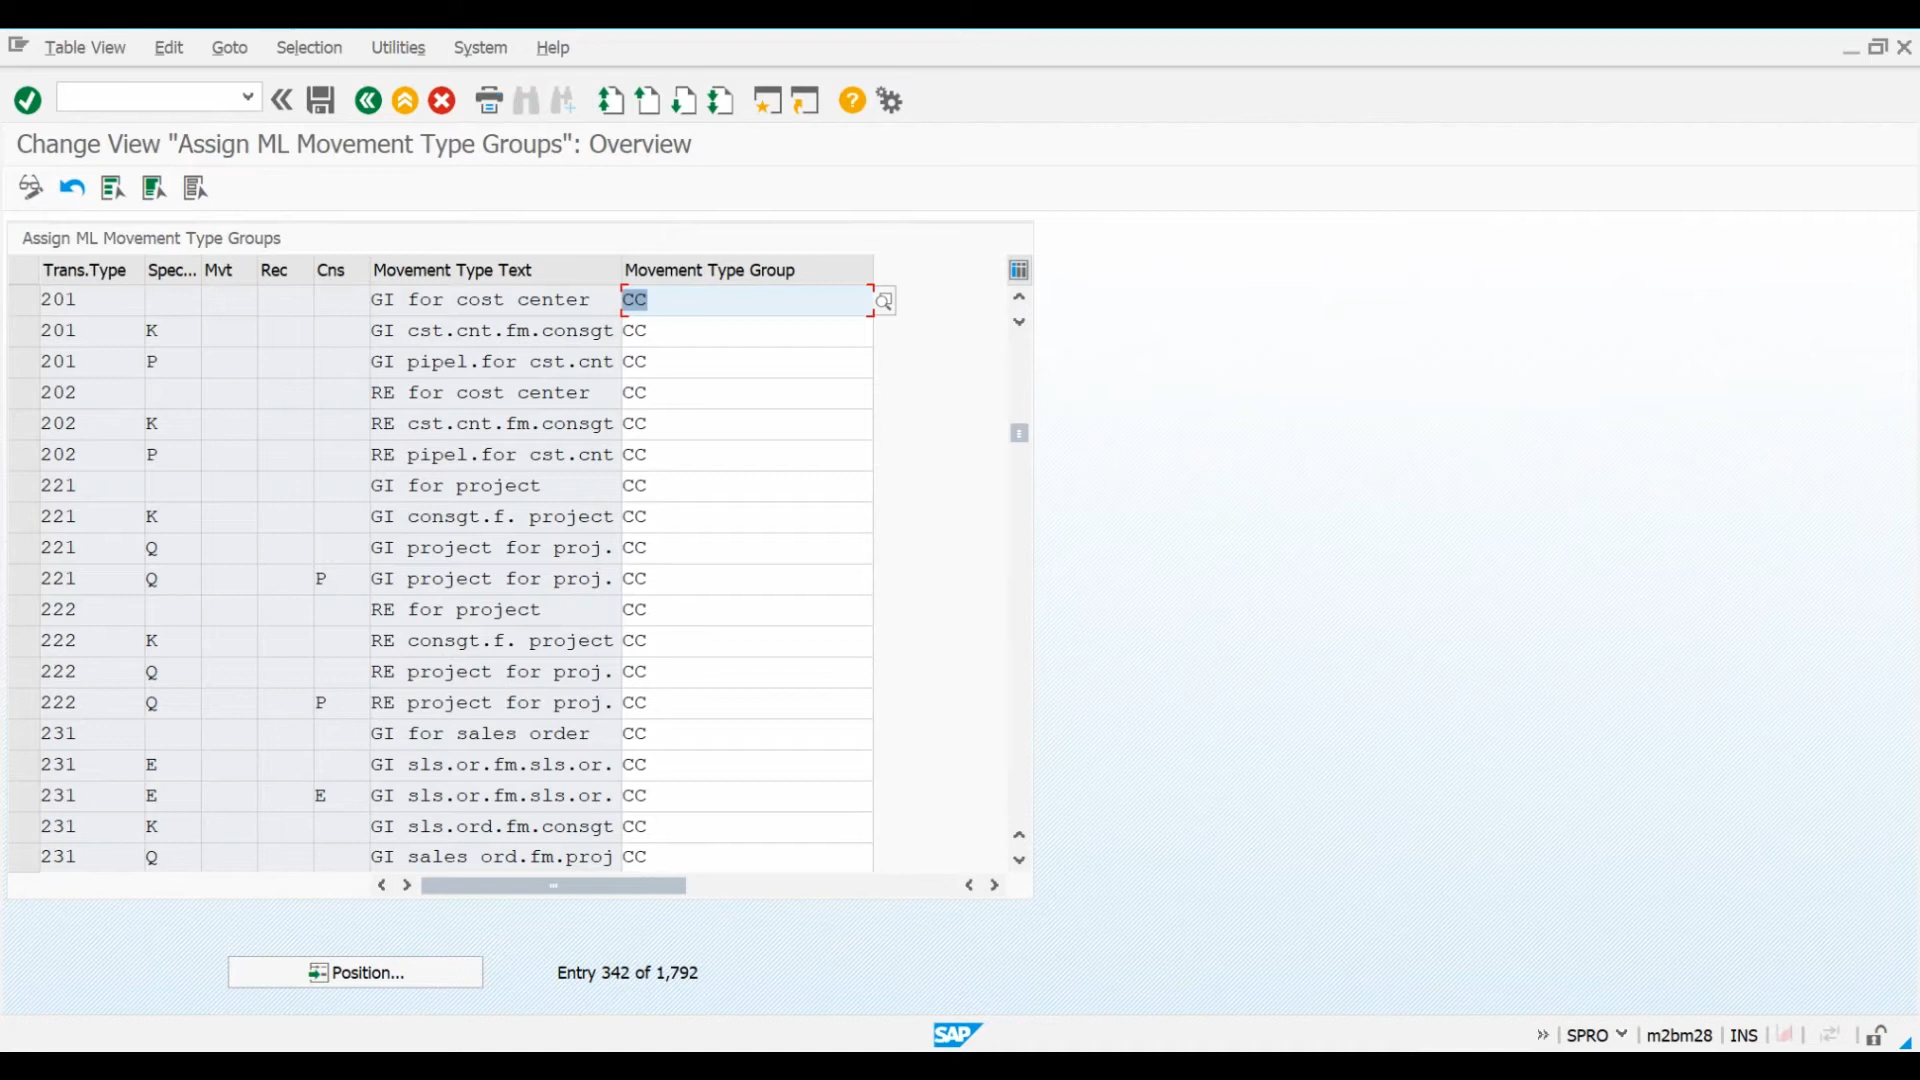 Table View Edit Goto Selection Utilities System Help
Change View "Assign ML Movement Type Groups": Overview
Assign ML Movement Type Groups
Trans.Type Spec... Mvt Rec Cns Movement Type Text Movement Type Group
201 GI for cost center CC
201 K GI cst.cnt.fm.consgt CC
201 P GI pipel.for cst.cnt CC
202 RE for cost center CC
202 K RE cst.cnt.fm.consgt CC
202 P RE pipel.for cst.cnt CC
221 GI for project CC
221 K GI consgt.f. project CC
221 Q GI project for proj. CC
221 Q P GI project for proj. CC
222 RE for project CC
222 K RE consgt.f. project CC
222 Q RE project for proj. CC
222 Q P RE project for proj. CC
231 GI for sales order CC
231 E GI sls.or.fm.sls.or. CC
231 E E GI sls.or.fm.sls.or. CC
231 K GI sls.ord.fm.consgt CC
231 Q GI sales ord.fm.proj CC
Position... Entry 342 of 1,792
SAP SPRO m2bm28 INS